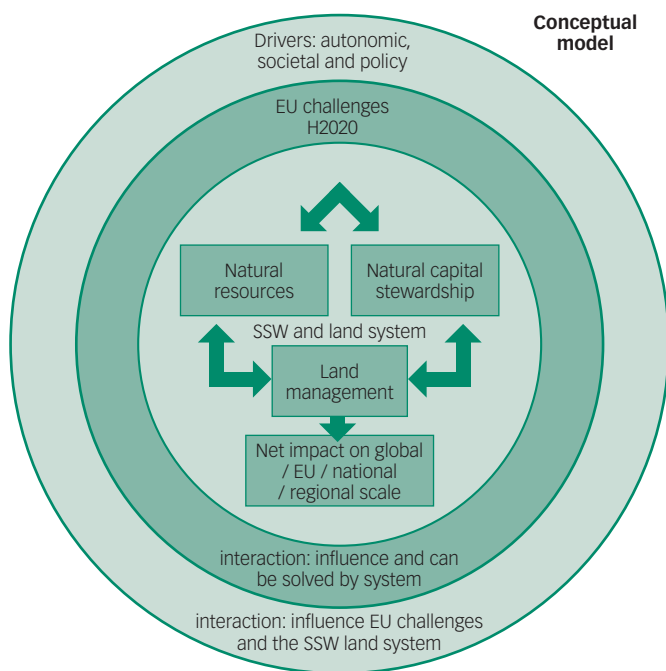 Conceptual
model
Drivers: autonomic,
societal and policy
EU challenges
H2020
Natural
resources
Natural capital
stewardship
SSW and land system
Land
management
Net impact on global
/ EU / national
/ regional scale
interaction: influence and can
be solved by system
interaction: influence EU challenges
and the SSW land system